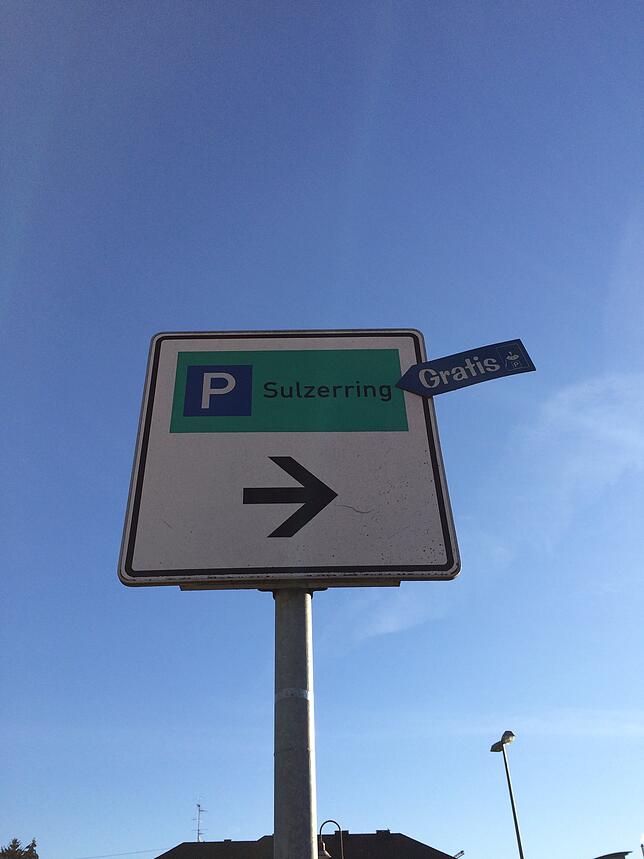 P Sulzerring
Gratis
P